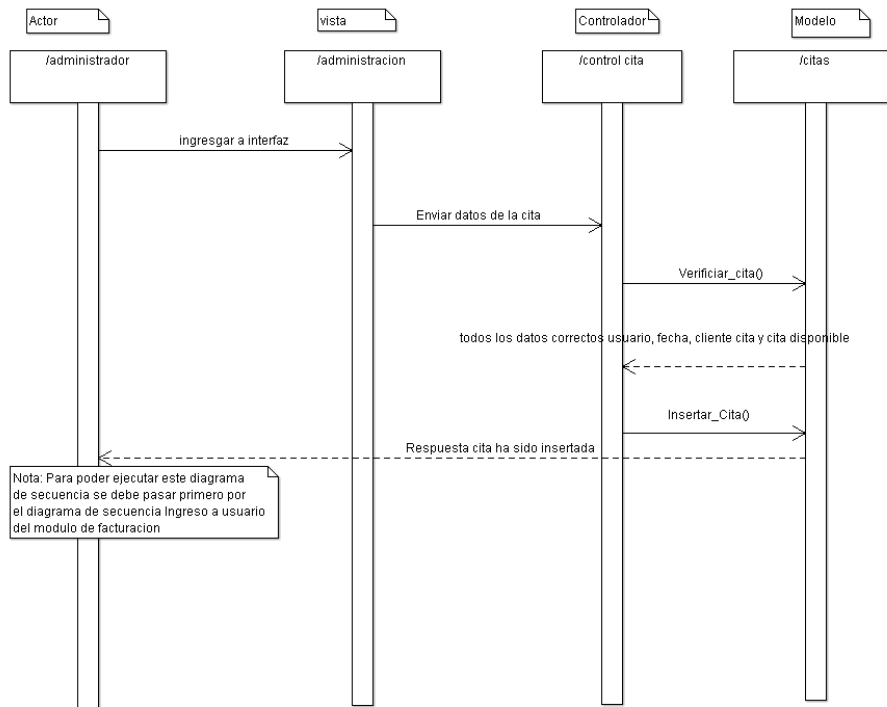 Actor
vista
Controlador
Modelo
/administrador
/administracion
/control cita
/citas
ingresgar a interfaz
Enviar datos de la cita
Verificiar_cita()
todos los datos correctos usuario, fecha, cliente cita y cita disponible
Insertar_Cita()
Respuesta cita ha sido insertada
Nota: Para poder ejecutar este diagrama
de secuencia se debe pasar primero por
el diagrama de secuencia Ingreso a usuario
del modulo de facturacion